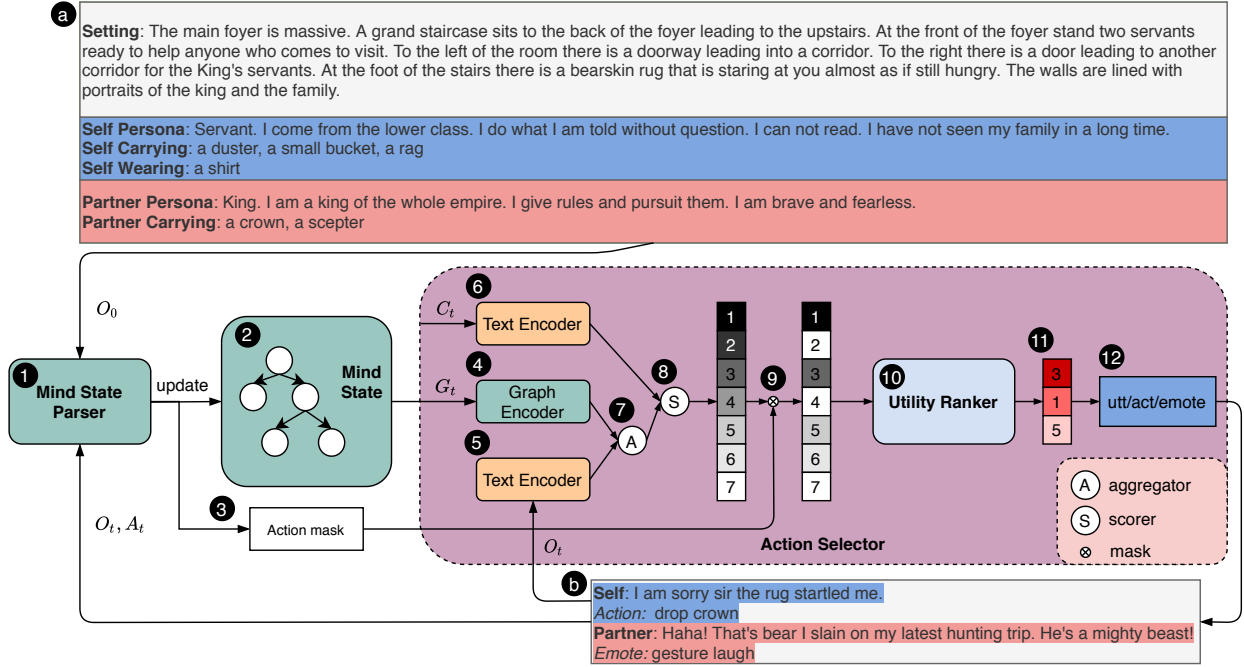 a
Setting: The main foyer is massive. A grand staircase sits to the back of the foyer leading to the upstairs. At the front of the foyer stand two servants
ready to help anyone who comes to visit. To the left of the room there is a doorway leading into a corridor. To the right there is a door leading to another
corridor for the King's servants. At the foot of the stairs there is a bearskin rug that is staring at you almost as if still hungry. The walls are lined with
portraits of the king and the family.
Self Persona: Servant. I come from the lower class. I do what I am told without question. I can not read. I have not seen my family in a long time.
Self Carrying: a duster, a small bucket, a rag
Self Wearing: a shirt
Partner Persona: King. I am a king of the whole empire. I give rules and pursuit them. I am brave and fearless.
Partner Carrying: a crown, a scepter
O_0
1
Mind State
Parser
update
O_t, A_t
2
Mind
State
3
Action mask
C_t
G_t
6
Text Encoder
4
Graph
Encoder
5
Text Encoder
O_t
7
A
8
S
1
2
3
4
5
6
7
9
1
2
3
4
5
6
7
10
Utility Ranker
11
3
1
5
12
utt/act/emote
Action Selector
A aggregator
S scorer
⊗ mask
b
Self: I am sorry sir the rug startled me.
Action: drop crown
Partner: Haha! That's bear I slain on my latest hunting trip. He's a mighty beast!
Emote: gesture laugh